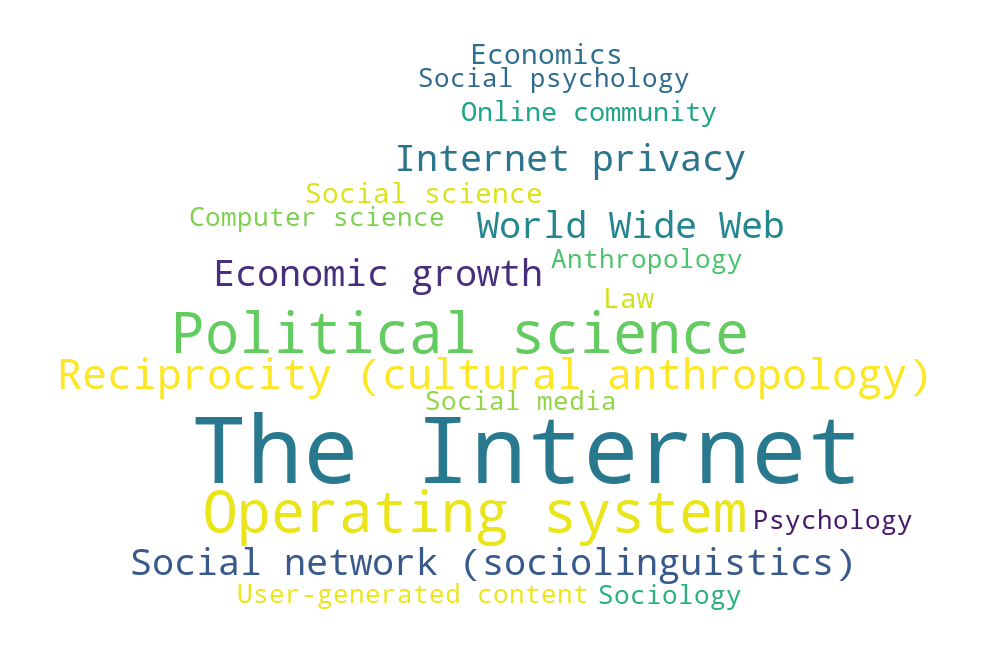 Economics
Social psychology
Online community
Internet privacy
Social science
Computer science
World Wide Web
Anthropology
Economic growth
Law
Political science
Reciprocity (cultural anthropology)
Social media
The Internet
Operating system
Psychology
Social network (sociolinguistics)
User-generated content
Sociology